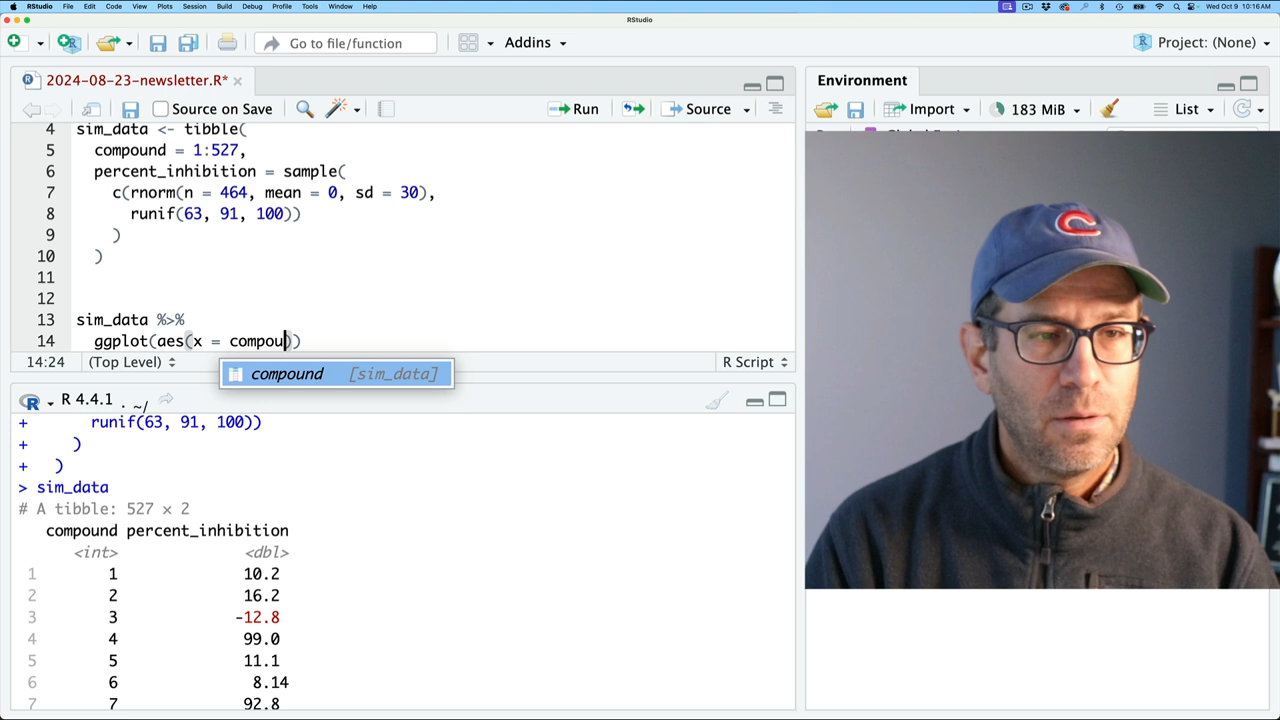 RStudio File Edit Code View Plots Session Build Debug Profile Tools Window Help Wed Oct 9 10:16 AM
RStudio
Go to file/function Addins Project: (None)
2024-08-23-newsletter.R*
Source on Save Run Source
4 sim_data <- tibble(
5 compound = 1:527,
6 percent_inhibition = sample(
7 c(rnorm(n = 464, mean = 0, sd = 30),
8 runif(63, 91, 100))
9 )
10 )
11
12
13 sim_data %>%
14 ggplot(aes(x = compou))
14:24 (Top Level) R Script
compound [sim_data]
R 4.4.1 . ~/
+ runif(63, 91, 100))
+ )
+ )
> sim_data
# A tibble: 527 × 2
compound percent_inhibition
<int> <dbl>
1 1 10.2
2 2 16.2
3 3 -12.8
4 4 99.0
5 5 11.1
6 6 8.14
7 7 92.8
Environment
Import 183 MiB List
C